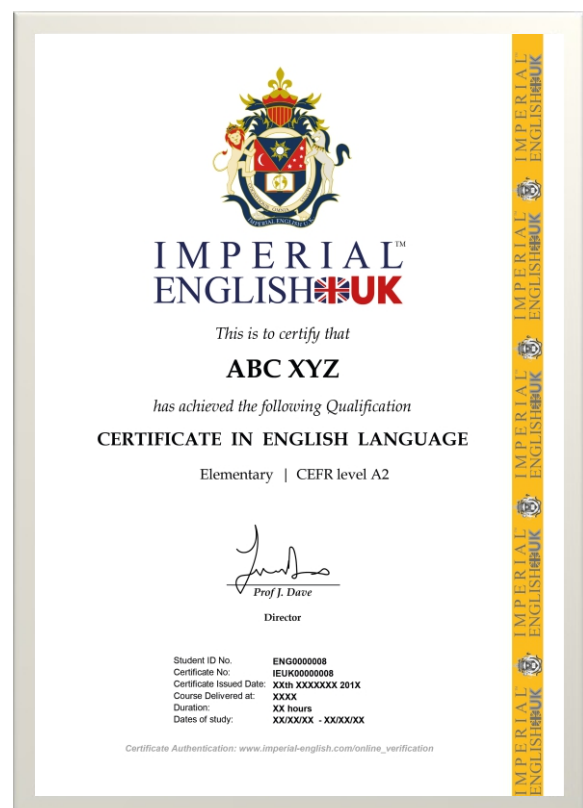 IMPERIAL ENGLISH U.K.
IMPERIAL™
ENGLISH UK
This is to certify that
ABC XYZ
has achieved the following Qualification
CERTIFICATE IN ENGLISH LANGUAGE
Elementary | CEFR level A2
Prof J. Dave
Director
Student ID No. ENG0000008
Certificate No: IEUK00000008
Certificate Issued Date: XXth XXXXXXX 201X
Course Delivered at: XXXX
Duration: XX hours
Dates of study: XX/XX/XX - XX/XX/XX
Certificate Authentication: www.imperial-english.com/online_verification
IMPERIAL
ENGLISH UK
IMPERIAL
ENGLISH UK
IMPERIAL
ENGLISH UK
IMPERIAL
ENGLISH UK
IMPERIAL
ENGLISH UK